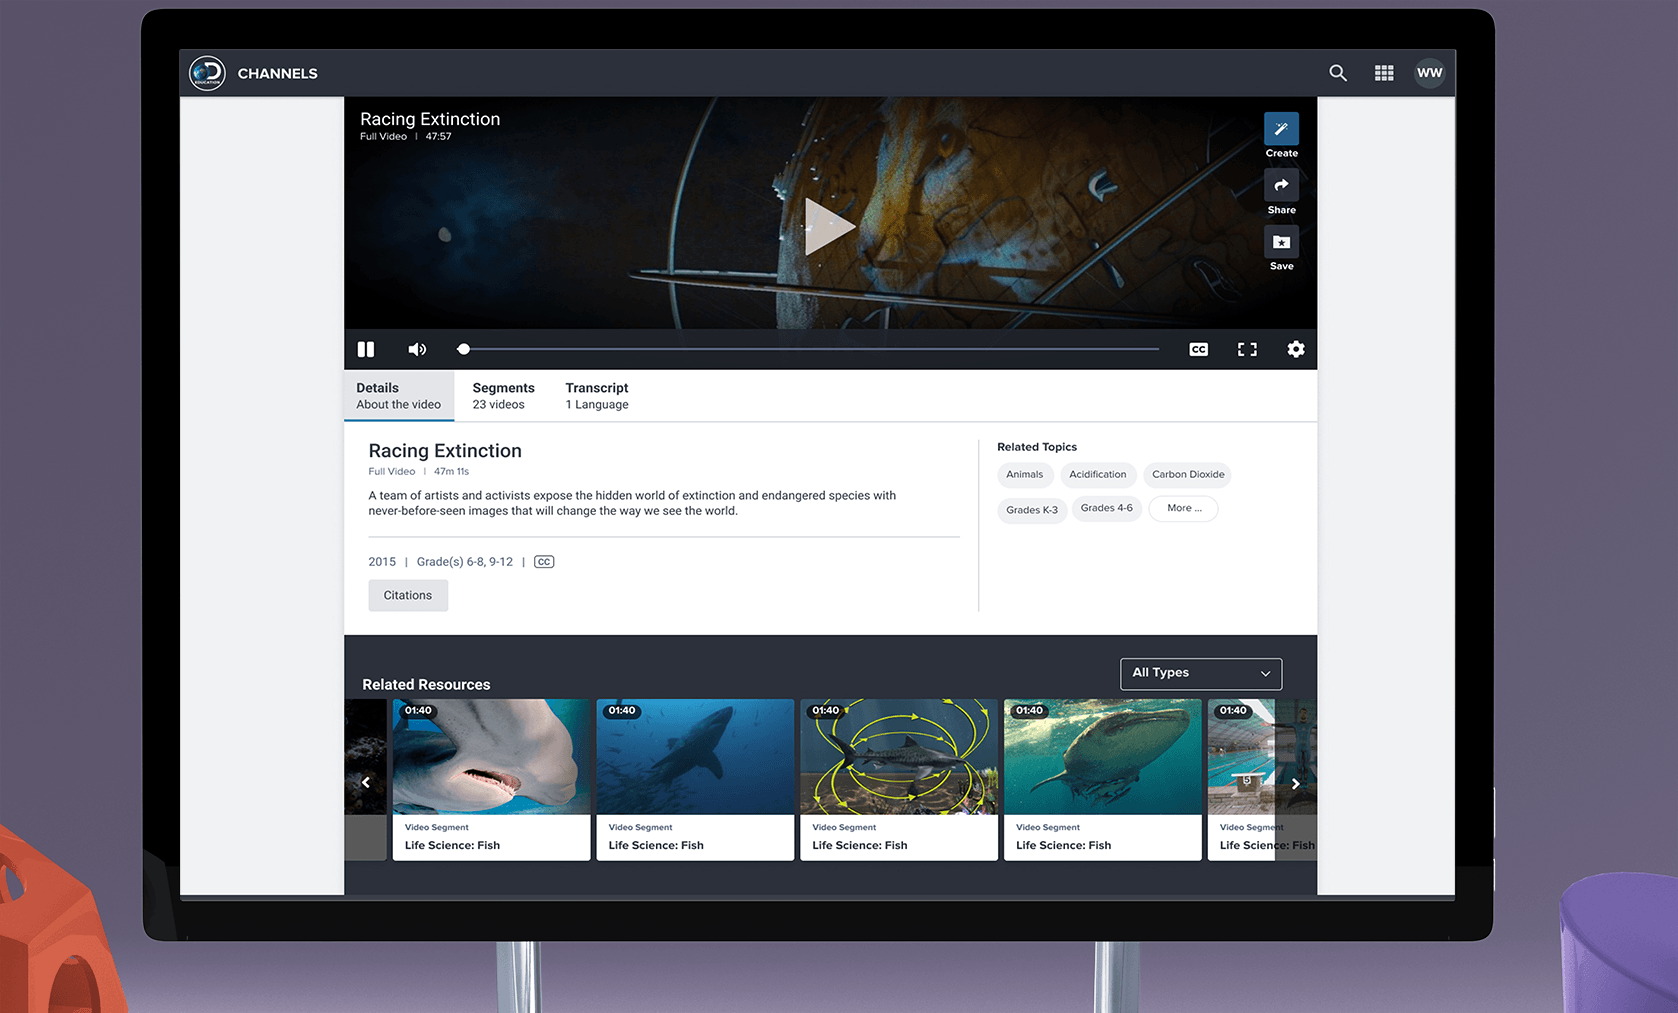 EDUCATION
CHANNELS
WW
Racing Extinction
Full Video | 47:57
Create
Share
Save
CC
Details
About the video
Segments
23 videos
Transcript
1 Language
Racing Extinction
Full Video | 47m 11s
A team of artists and activists expose the hidden world of extinction and endangered species with
never-before-seen images that will change the way we see the world.
2015 | Grade(s) 6-8, 9-12 | CC
Citations
Related Topics
Animals
Acidification
Carbon Dioxide
Grades K-3
Grades 4-6
More ...
Related Resources
All Types
01:40
Video Segment
Life Science: Fish
01:40
Video Segment
Life Science: Fish
01:40
Video Segment
Life Science: Fish
01:40
Video Segment
Life Science: Fish
01:40
5
Video Segment
Life Science: Fish